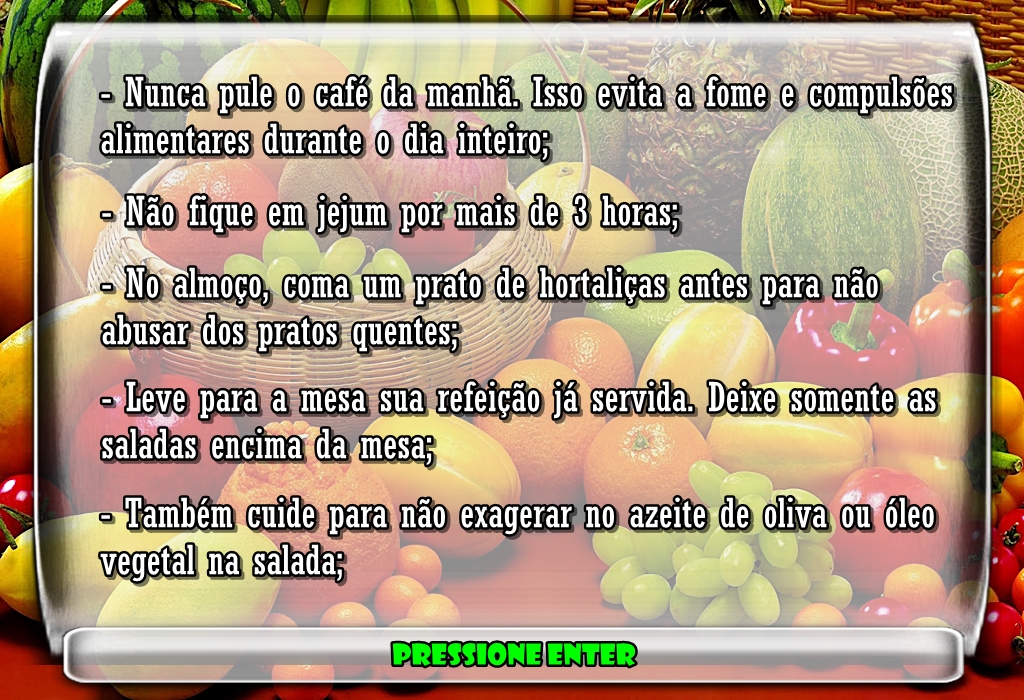 - Nunca pule o café da manhã. Isso evita a fome e compulsões
alimentares durante o dia inteiro;
- Não fique em jejum por mais de 3 horas;
- No almoço, coma um prato de hortaliças antes para não
abusar dos pratos quentes;
- Leve para a mesa sua refeição já servida. Deixe somente as
saladas encima da mesa;
- Também cuide para não exagerar no azeite de oliva ou óleo
vegetal na salada;
PRESSIONE ENTER